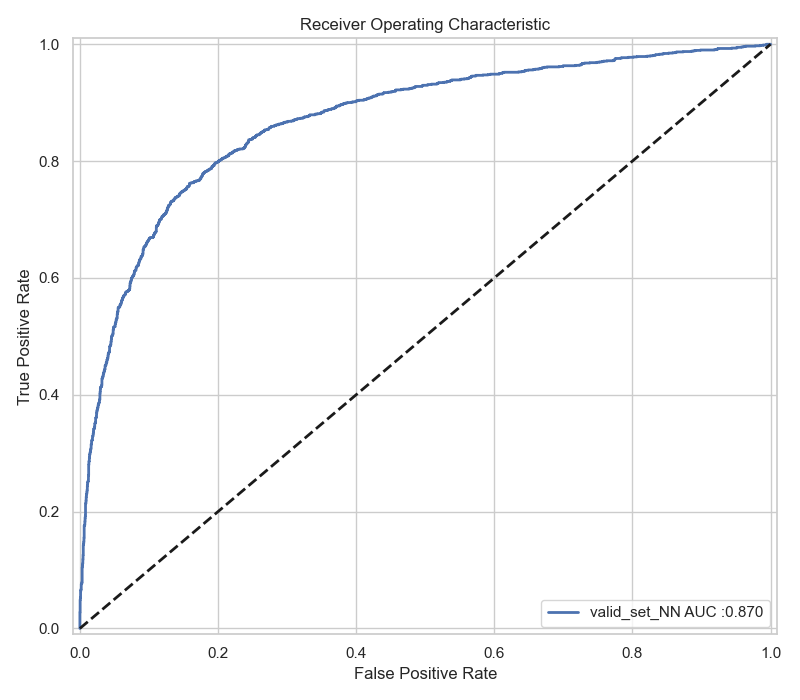 Receiver Operating Characteristic
1.0
0.8
0.6
0.4
0.2
0.0
True Positive Rate
valid_set_NN AUC :0.870
0.0 0.2 0.4 0.6 0.8 1.0
False Positive Rate